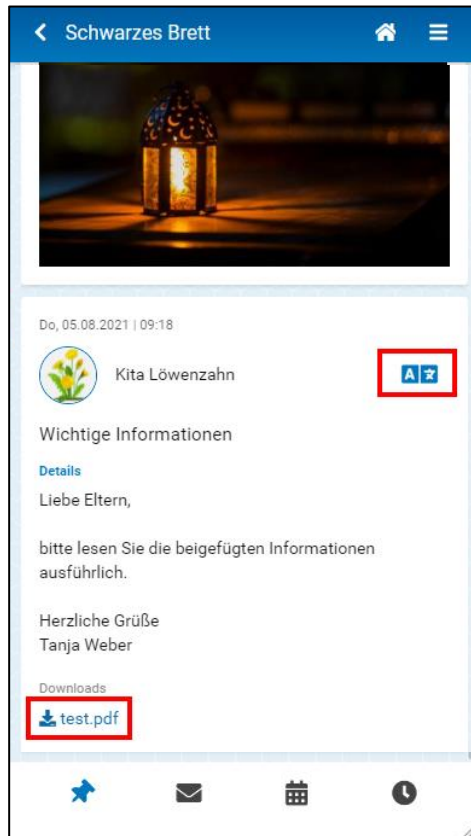 Schwarzes Brett
Do, 05.08.2021 | 09:18
Kita Löwenzahn
Wichtige Informationen
Details
Liebe Eltern,
bitte lesen Sie die beigefügten Informationen
ausführlich.
Herzliche Grüße
Tanja Weber
Downloads
test.pdf